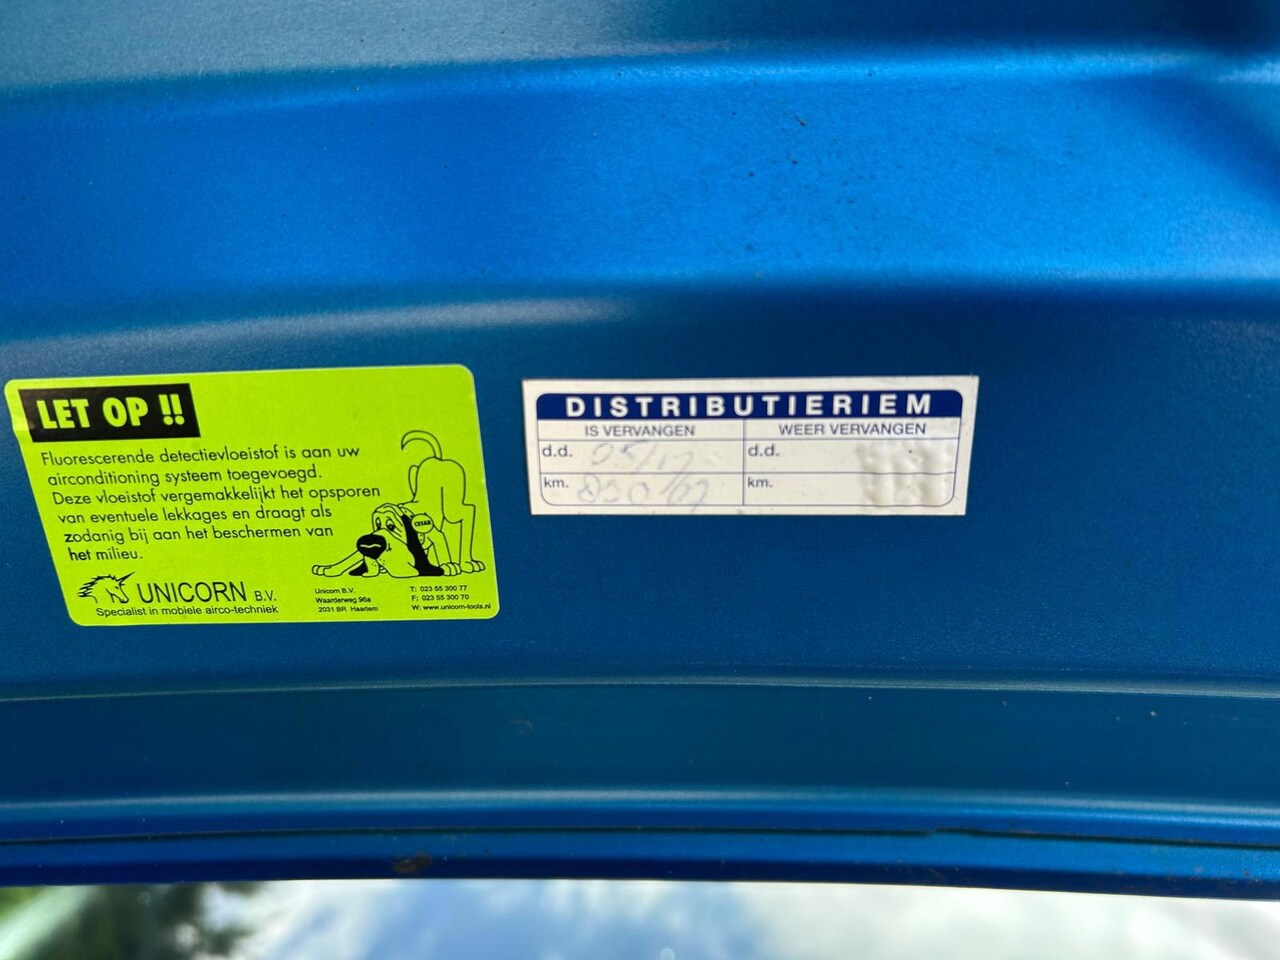 LET OP !!
Fluorescerende detectievloeistof is aan uw
airconditioning systeem toegevoegd.
Deze vloeistof vergemakkelijkt het opsporen
van eventuele lekkages en draagt als
zodanig bij aan het beschermen van
het milieu.
CESAR
UNICORN B.V.
Specialist in mobiele airco-techniek
Unicorn B.V.
Waarderweg 96a
2031 BR Haarlem
T: 023 55 300 77
F: 023 55 300 70
W: www.unicorn-tools.nl
DISTRIBUTIERIEM
IS VERVANGEN
WEER VERVANGEN
d.d. 05/17
d.d.
km.
km.